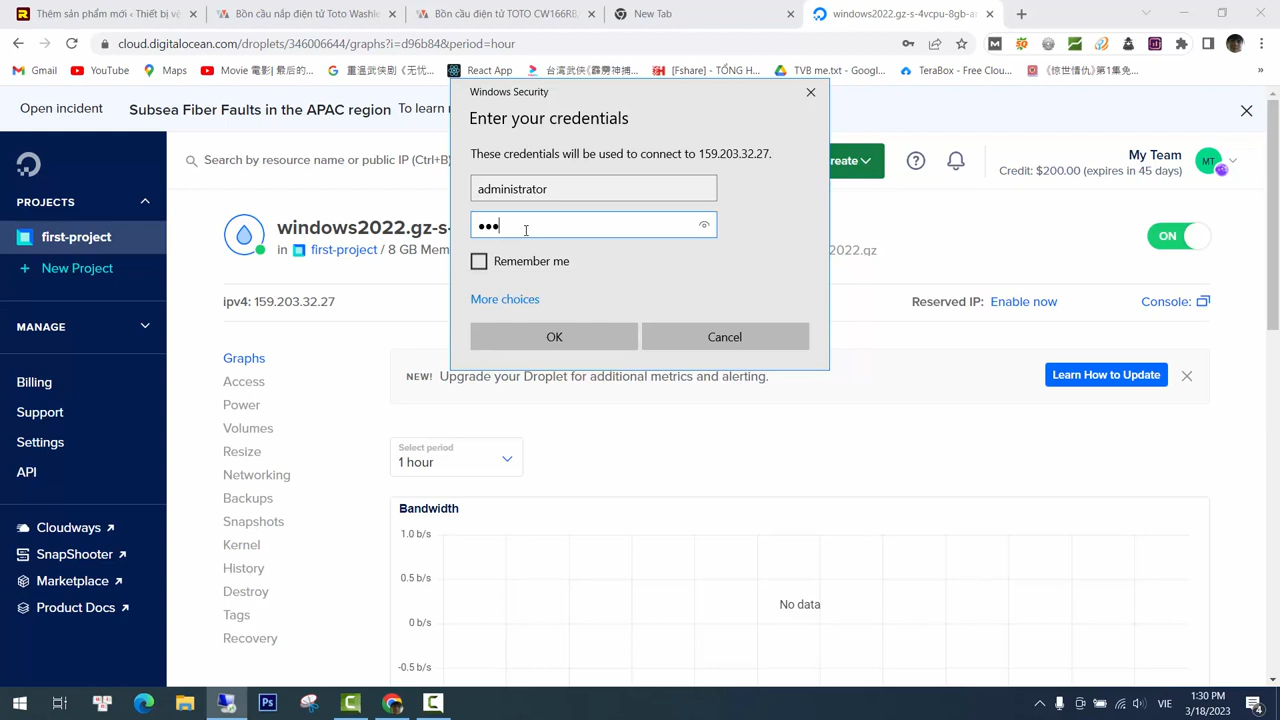 Thêm sản phẩm mới ‹ Thiết bị vệ
Bồn cầu nắp điện tử Toto Washle
Bồn cầu điện tử TOTO CW166RB/
New Tab
windows2022.gz-s-4vcpu-8gb-am
cloud.digitalocean.com/droplets/346006644/graphs?i=d961b4&period=hour
Gmail
YouTube
Maps
Movie 電影| 最后的...
重温武侠剧《无忧...
React App
台湾武俠《霹雳神捕...
[Fshare] - TỔNG H...
TVB me.txt - Googl...
TeraBox - Free Clou...
《惊世情仇》第1集免...
»
Open incident
Subsea Fiber Faults in the APAC region
To learn
Windows Security
Enter your credentials
These credentials will be used to connect to 159.203.32.27.
administrator
•••
Remember me
More choices
OK
Cancel
Search by resource name or public IP (Ctrl+B)
reate
My Team
Credit: $200.00 (expires in 45 days)
MT
PROJECTS
first-project
+ New Project
MANAGE
Billing
Support
Settings
API
Cloudways
SnapShooter
Marketplace
Product Docs
windows2022.gz-s-
in first-project / 8 GB Mem
022.gz
ON
ipv4: 159.203.32.27
Reserved IP: Enable now
Console:
Graphs
Access
Power
Volumes
Resize
Networking
Backups
Snapshots
Kernel
History
Destroy
Tags
Recovery
NEW! Upgrade your Droplet for additional metrics and alerting.
Learn How to Update
Select period
1 hour
Bandwidth
1.0 b/s
0.5 b/s
0 b/s
-0.5 b/s
No data
VIE
1:30 PM
3/18/2023
4